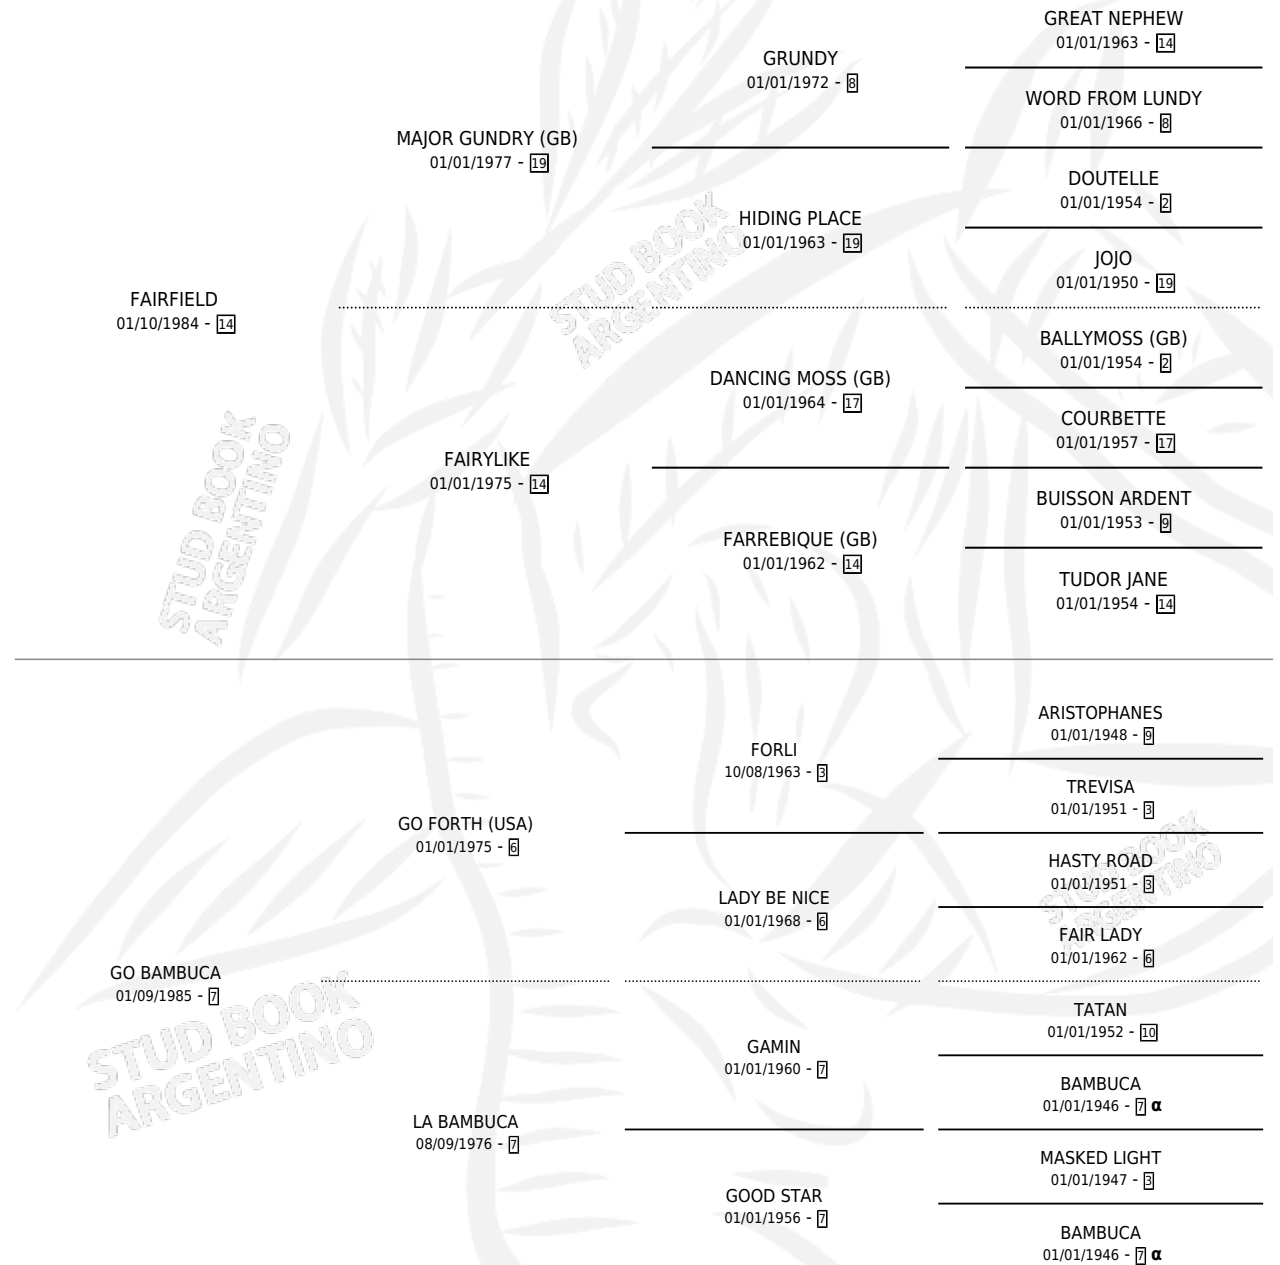 GREAT NEPHEW
01/01/1963 - 14
GRUNDY
01/01/1972 - 8
WORD FROM LUNDY
01/01/1966 - 8
MAJOR GUNDRY (GB)
01/01/1977 - 19
DOUTELLE
01/01/1954 - 2
HIDING PLACE
01/01/1963 - 19
JOJO
01/01/1950 - 19
FAIRFIELD
01/10/1984 - 14
BALLYMOSS (GB)
01/01/1954 - 2
DANCING MOSS (GB)
01/01/1964 - 17
COURBETTE
01/01/1957 - 17
FAIRYLIKE
01/01/1975 - 14
BUISSON ARDENT
01/01/1953 - 9
FARREBIQUE (GB)
01/01/1962 - 14
TUDOR JANE
01/01/1954 - 14
ARISTOPHANES
01/01/1948 - 9
FORLI
10/08/1963 - 3
TREVISA
01/01/1951 - 3
GO FORTH (USA)
01/01/1975 - 6
HASTY ROAD
01/01/1951 - 3
LADY BE NICE
01/01/1968 - 6
FAIR LADY
01/01/1962 - 6
GO BAMBUCA
01/09/1985 - 7
TATAN
01/01/1952 - 10
GAMIN
01/01/1960 - 7
BAMBUCA
01/01/1946 - 7 α
LA BAMBUCA
08/09/1976 - 7
MASKED LIGHT
01/01/1947 - 3
GOOD STAR
01/01/1956 - 7
BAMBUCA
01/01/1946 - 7 α
STUD BOOK
ARGENTINO
STUD BOOK
ARGENTINO
STUD BOOK
ARGENTINO
STUD BOOK
ARGENTINO